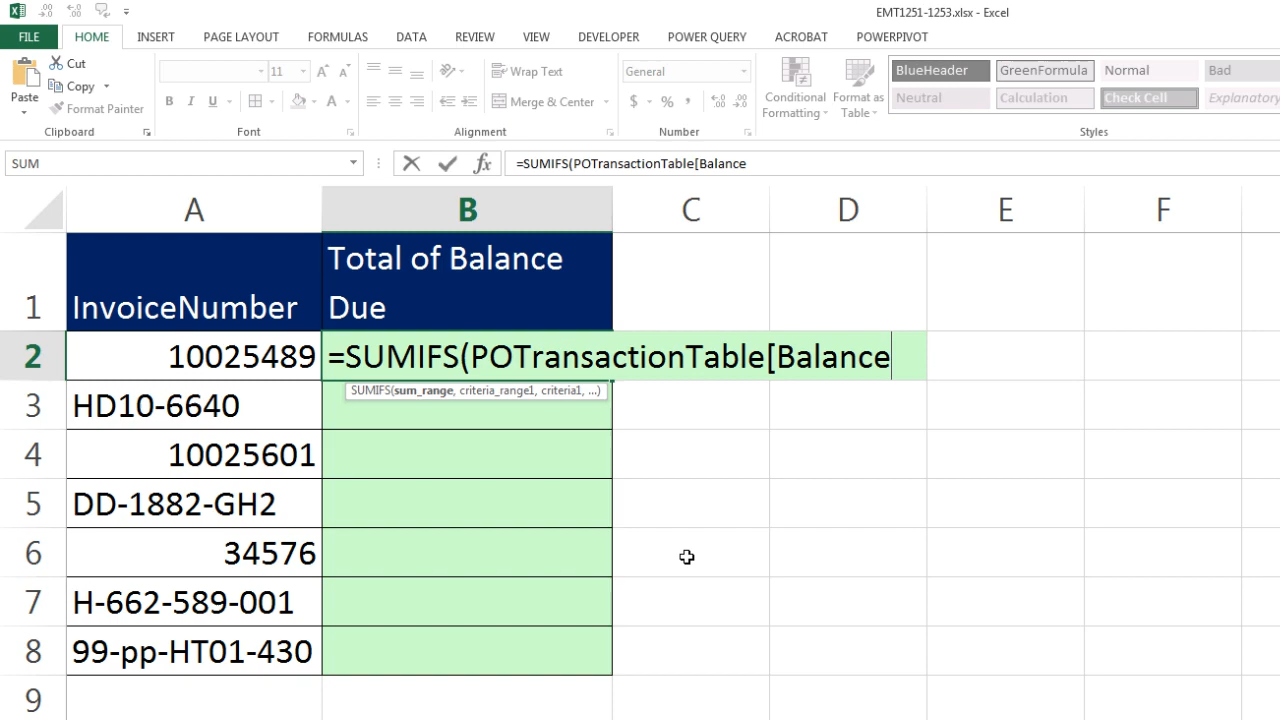 EMT1251-1253.xlsx - Excel
FILE HOME INSERT PAGE LAYOUT FORMULAS DATA REVIEW VIEW DEVELOPER POWER QUERY ACROBAT POWERPIVOT
Paste
Cut
Copy
Format Painter
Clipboard
11
Font
Wrap Text
Merge & Center
Alignment
General
Number
Conditional
Formatting
Format as
Table
BlueHeader GreenFormula Normal Bad
Neutral Calculation Check Cell Explanatory
Styles
SUM
=SUMIFS(POTransactionTable[Balance
A B C D E F
1 InvoiceNumber Total of Balance
Due
2 10025489 =SUMIFS(POTransactionTable[Balance
SUMIFS(sum_range, criteria_range1, criteria1, ...)
3 HD10-6640
4 10025601
5 DD-1882-GH2
6 34576
7 H-662-589-001
8 99-pp-HT01-430
9